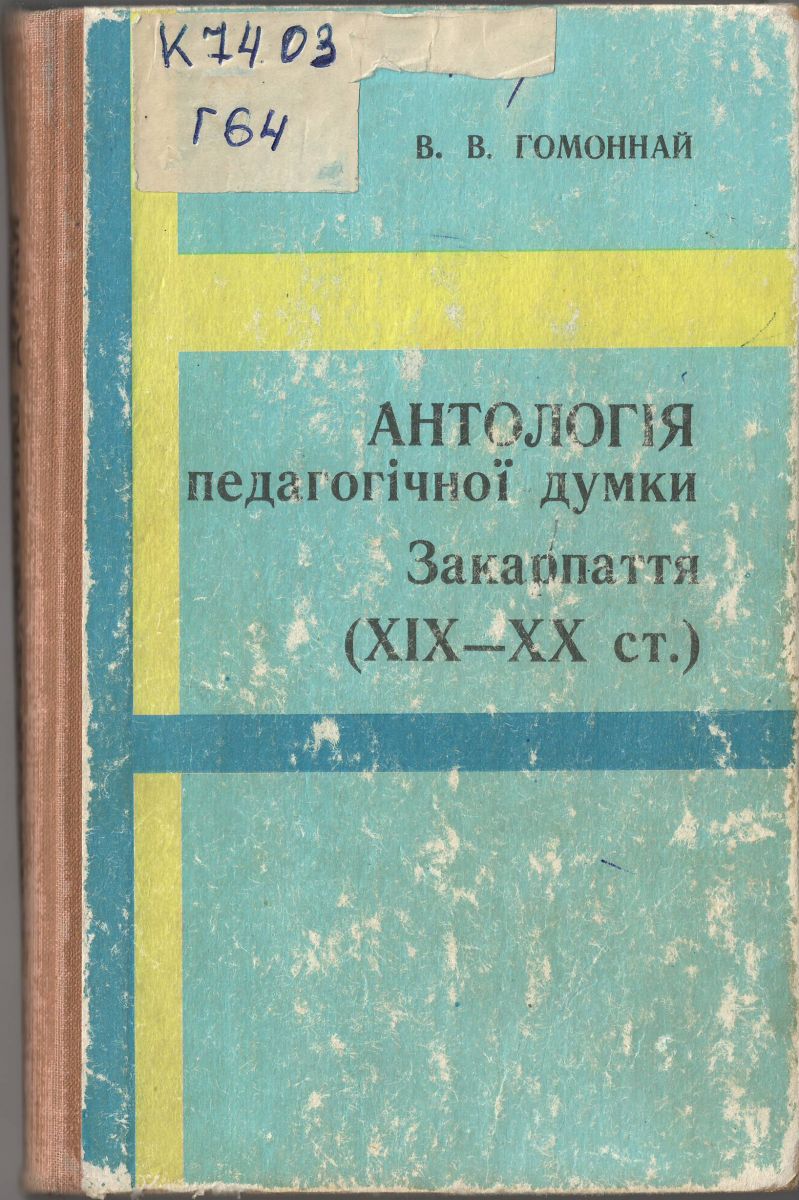 К 74.03
Г64
В. В. ГОМОННАЙ
АНТОЛОГІЯ
педагогічної думки
Закарпаття
(XIX—XX ст.)